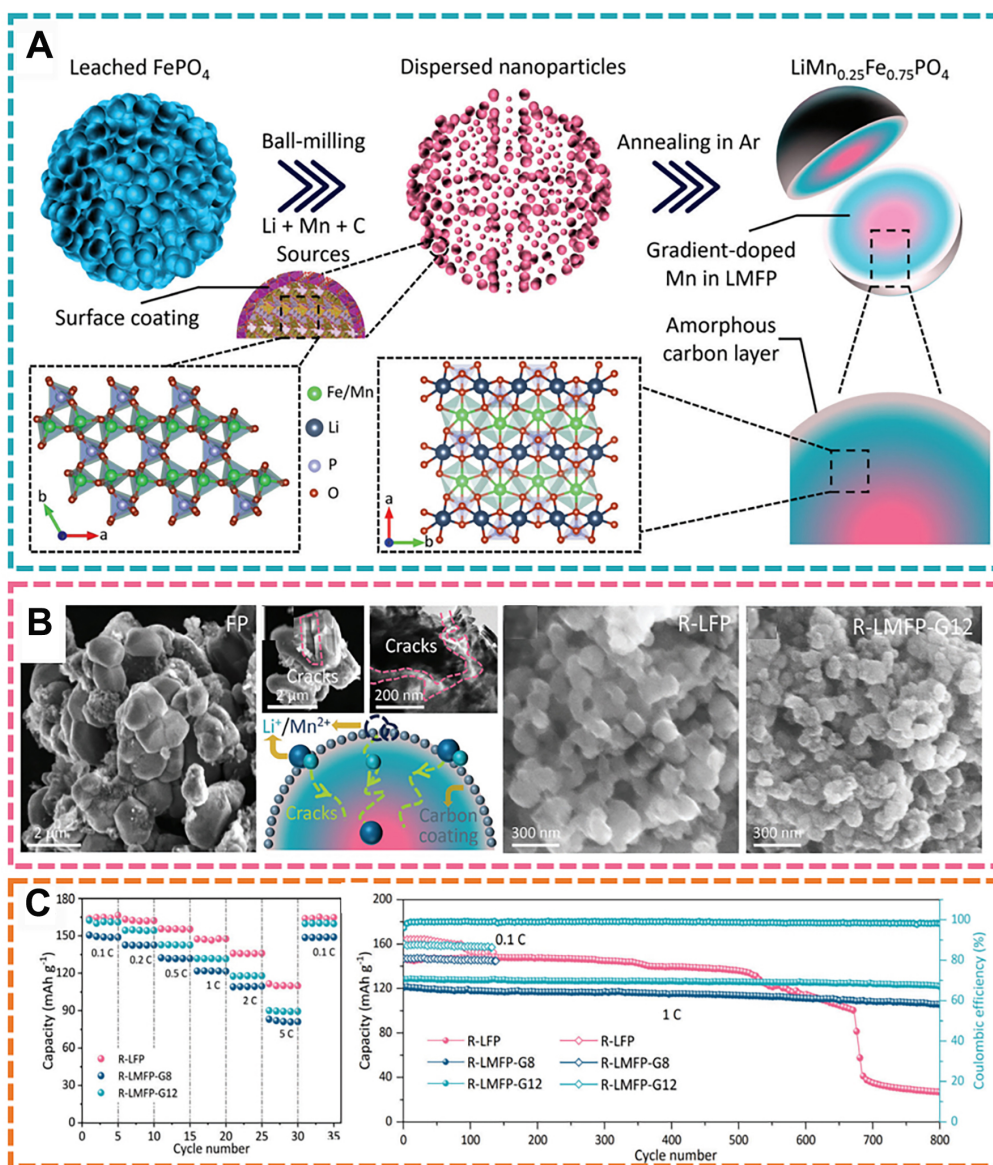 A
Leached FePO4
Dispersed nanoparticles
LiMn0.25Fe0.75PO4
Ball-milling
Annealing in Ar
Li + Mn + C
Sources
Gradient-doped
Mn in LMFP
Surface coating
Amorphous
carbon layer
Fe/Mn
Li
P
O
b
a
a
b
B
FP
Cracks
2 μm
Cracks
200 nm
R-LFP
R-LMFP-G12
Li+/Mn2+
Cracks
Carbon
coating
2 μm
300 nm
300 nm
C
Capacity (mAh g-1)
180
150
120
90
60
30
0
0.1 C
0.2 C
0.5 C
1 C
2 C
5 C
0.1 C
R-LFP
R-LMFP-G8
R-LMFP-G12
0 5 10 15 20 25 30 35
Cycle number
Capacity (mAh g-1)
200
160
120
80
40
0
0.1 C
1 C
R-LFP R-LFP
R-LMFP-G8 R-LMFP-G8
R-LMFP-G12 R-LMFP-G12
0 100 200 300 400 500 600 700 800
Cycle number
100
90
80
70
60
50
40
30
20
10
0
Coulombic efficiency (%)